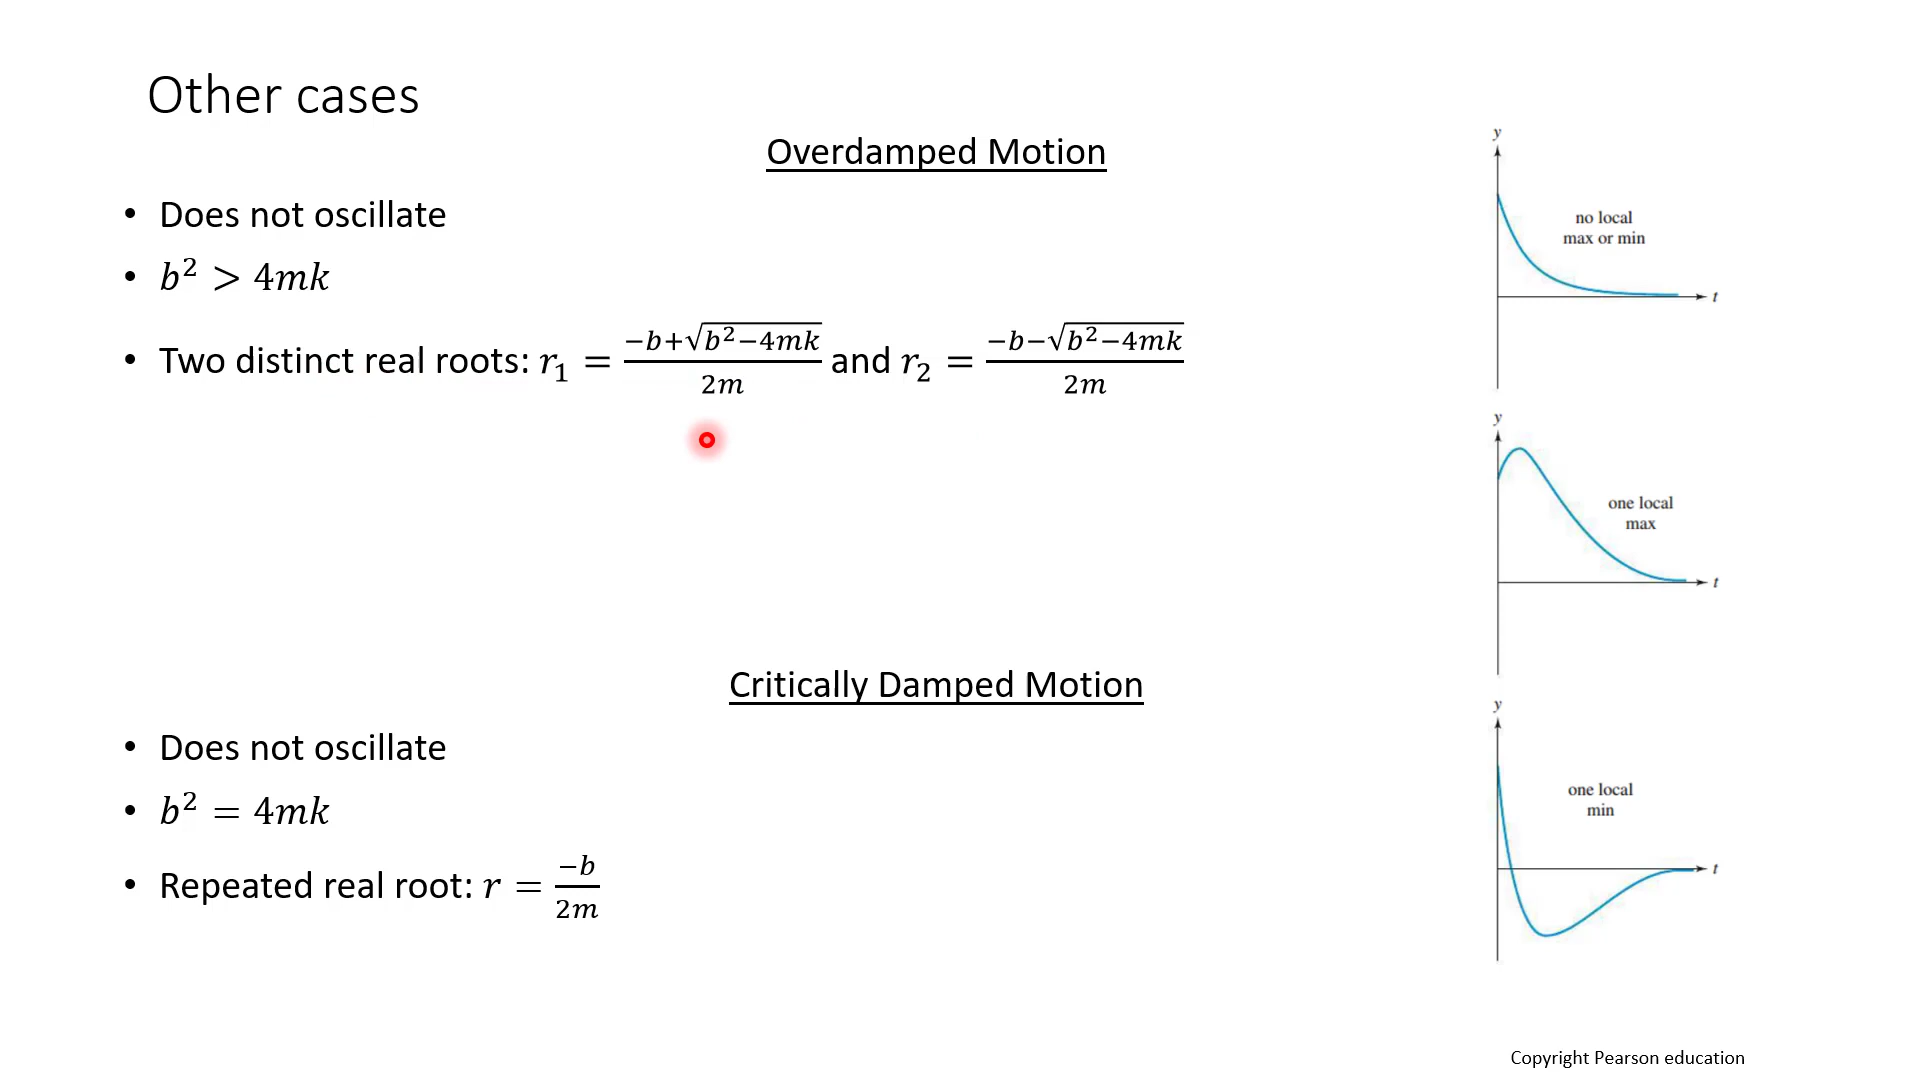 Other cases
Overdamped Motion
• Does not oscillate
• b² > 4mk
• Two distinct real roots: r₁ = (−b+√(b²−4mk))/(2m) and r₂ = (−b−√(b²−4mk))/(2m)
Critically Damped Motion
• Does not oscillate
• b² = 4mk
• Repeated real root: r = −b/(2m)
y
no local
max or min
t
y
one local
max
t
y
one local
min
t
Copyright Pearson education